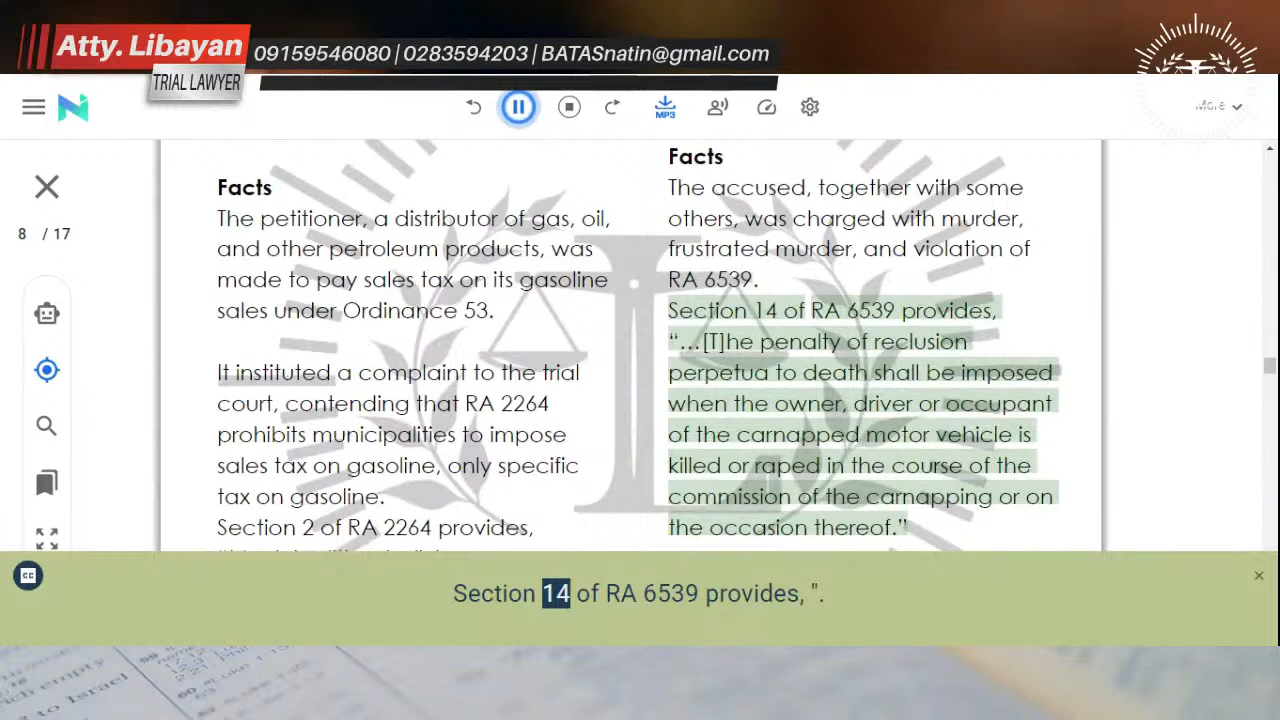 Atty. Libayan
TRIAL LAWYER
09159546080 | 0283594203 | BATASnatin@gmail.com
MP3
More
8 / 17
Facts
The petitioner, a distributor of gas, oil,
and other petroleum products, was
made to pay sales tax on its gasoline
sales under Ordinance 53.
It instituted a complaint to the trial
court, contending that RA 2264
prohibits municipalities to impose
sales tax on gasoline, only specific
tax on gasoline.
Section 2 of RA 2264 provides,
Facts
The accused, together with some
others, was charged with murder,
frustrated murder, and violation of
RA 6539.
Section 14 of RA 6539 provides,
“…[T]he penalty of reclusion
perpetua to death shall be imposed
when the owner, driver or occupant
of the carnapped motor vehicle is
killed or raped in the course of the
commission of the carnapping or on
the occasion thereof.”
CC
Section 14 of RA 6539 provides, ".
to Israel